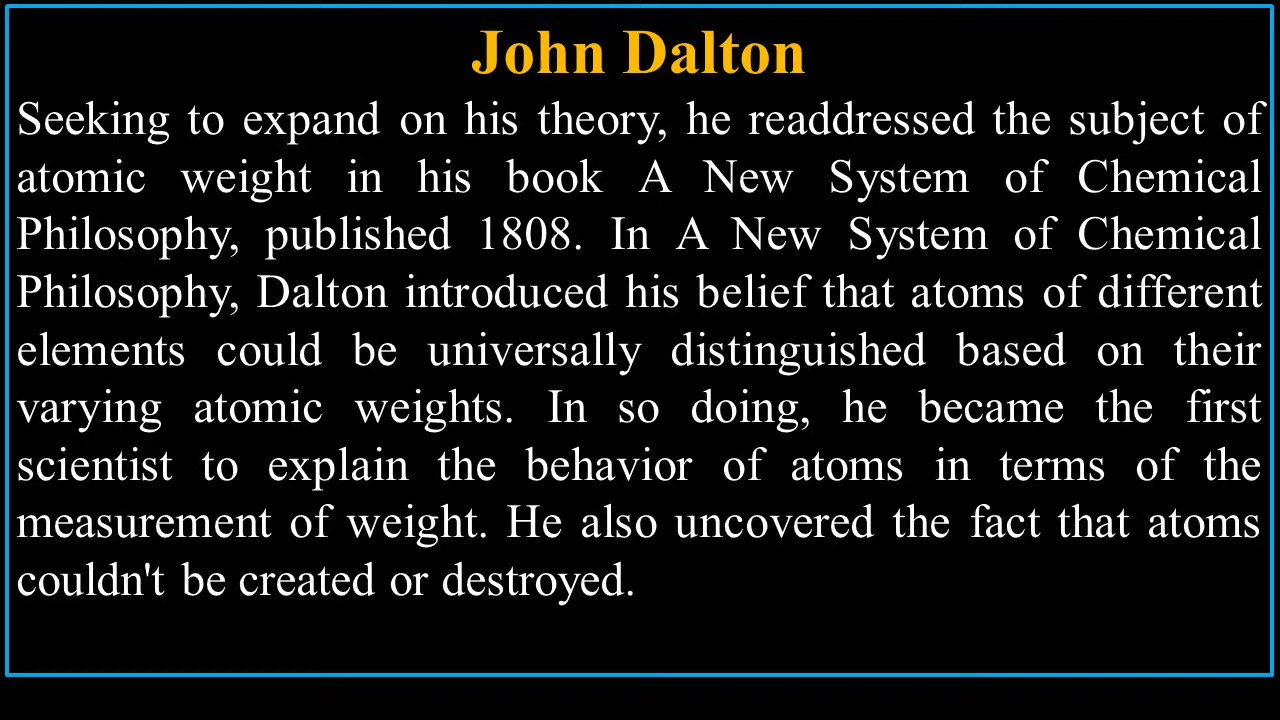 John Dalton
Seeking to expand on his theory, he readdressed the subject of
atomic weight in his book A New System of Chemical
Philosophy, published 1808. In A New System of Chemical
Philosophy, Dalton introduced his belief that atoms of different
elements could be universally distinguished based on their
varying atomic weights. In so doing, he became the first
scientist to explain the behavior of atoms in terms of the
measurement of weight. He also uncovered the fact that atoms
couldn't be created or destroyed.